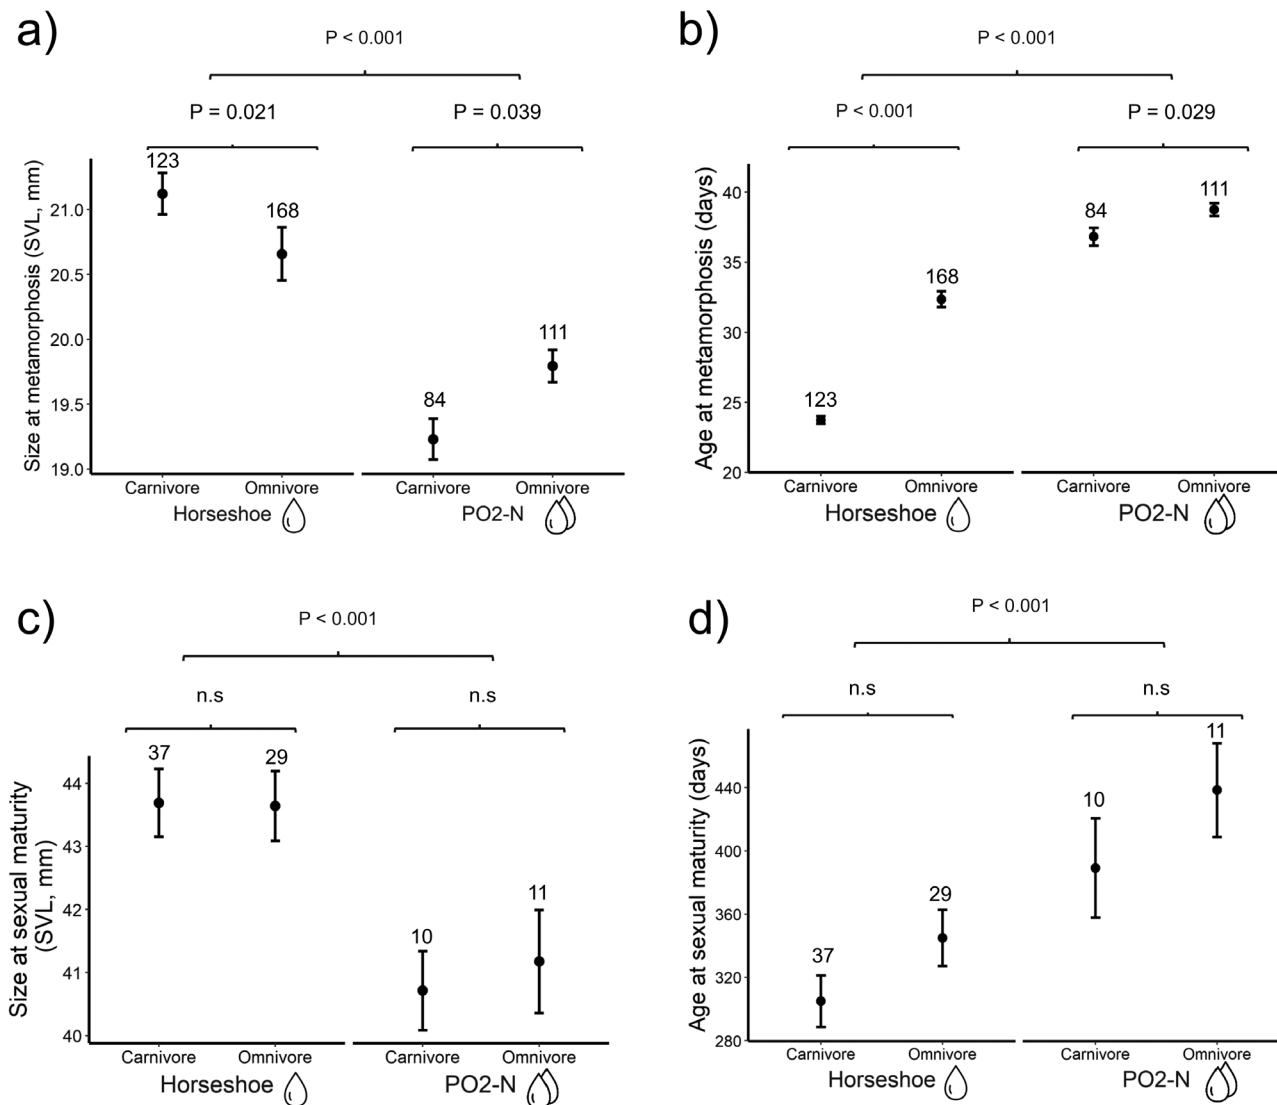 a)
P < 0.001
P = 0.021
P = 0.039
123
168
84
111
Size at metamorphosis (SVL, mm)
21.0
20.5
20.0
19.5
19.0
Carnivore
Omnivore
Carnivore
Omnivore
Horseshoe
PO2-N
b)
P < 0.001
P < 0.001
P = 0.029
123
168
84
111
Age at metamorphosis (days)
40
35
30
25
20
Carnivore
Omnivore
Carnivore
Omnivore
Horseshoe
PO2-N
c)
P < 0.001
n.s
n.s
37
29
10
11
Size at sexual maturity
(SVL, mm)
44
43
42
41
40
Carnivore
Omnivore
Carnivore
Omnivore
Horseshoe
PO2-N
d)
P < 0.001
n.s
n.s
37
29
10
11
Age at sexual maturity (days)
440
400
360
320
280
Carnivore
Omnivore
Carnivore
Omnivore
Horseshoe
PO2-N